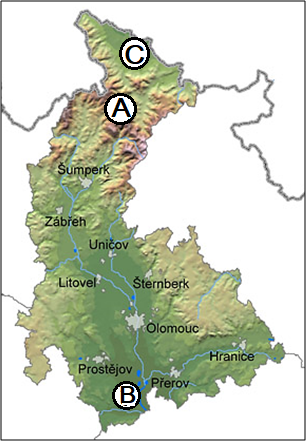 C
A
Šumperk
Zábřeh
Uničov
Litovel
Šternberk
Olomouc
Hranice
Prostějov
Přerov
B